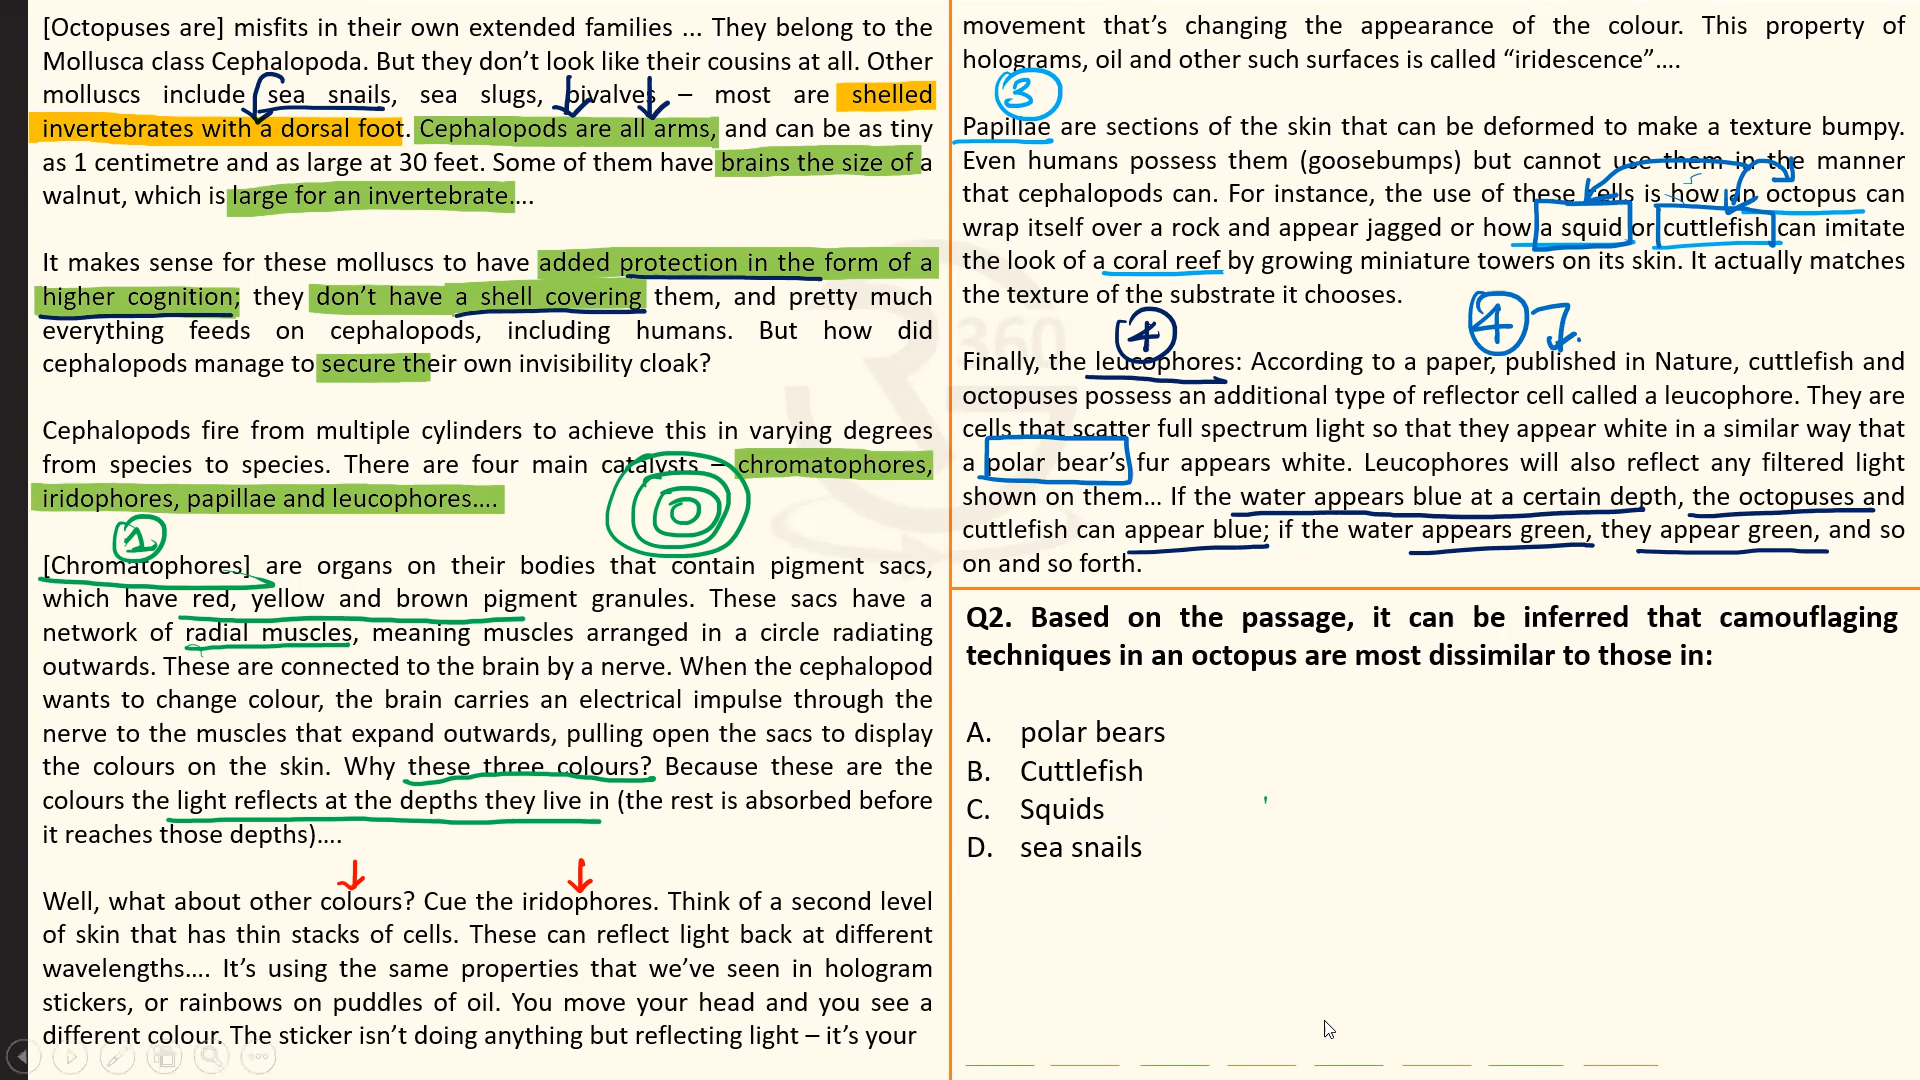 [Octopuses are] misfits in their own extended families ... They belong to the
Mollusca class Cephalopoda. But they don’t look like their cousins at all. Other
molluscs include sea snails, sea slugs, bivalves – most are shelled
invertebrates with a dorsal foot. Cephalopods are all arms, and can be as tiny
as 1 centimetre and as large at 30 feet. Some of them have brains the size of a
walnut, which is large for an invertebrate....
It makes sense for these molluscs to have added protection in the form of a
higher cognition; they don’t have a shell covering them, and pretty much
everything feeds on cephalopods, including humans. But how did
cephalopods manage to secure their own invisibility cloak?
Cephalopods fire from multiple cylinders to achieve this in varying degrees
from species to species. There are four main catalysts – chromatophores,
iridophores, papillae and leucophores....
1
[Chromatophores] are organs on their bodies that contain pigment sacs,
which have red, yellow and brown pigment granules. These sacs have a
network of radial muscles, meaning muscles arranged in a circle radiating
outwards. These are connected to the brain by a nerve. When the cephalopod
wants to change colour, the brain carries an electrical impulse through the
nerve to the muscles that expand outwards, pulling open the sacs to display
the colours on the skin. Why these three colours? Because these are the
colours the light reflects at the depths they live in (the rest is absorbed before
it reaches those depths)....
Well, what about other colours? Cue the iridophores. Think of a second level
of skin that has thin stacks of cells. These can reflect light back at different
wavelengths.... It’s using the same properties that we’ve seen in hologram
stickers, or rainbows on puddles of oil. You move your head and you see a
different colour. The sticker isn’t doing anything but reflecting light – it’s your
movement that’s changing the appearance of the colour. This property of
holograms, oil and other such surfaces is called “iridescence”....
3
Papillae are sections of the skin that can be deformed to make a texture bumpy.
Even humans possess them (goosebumps) but cannot use them in the manner
that cephalopods can. For instance, the use of these cells is how an octopus can
wrap itself over a rock and appear jagged or how a squid or cuttlefish can imitate
the look of a coral reef by growing miniature towers on its skin. It actually matches
the texture of the substrate it chooses.
360
4
4
Finally, the leucophores: According to a paper, published in Nature, cuttlefish and
octopuses possess an additional type of reflector cell called a leucophore. They are
cells that scatter full spectrum light so that they appear white in a similar way that
a polar bear’s fur appears white. Leucophores will also reflect any filtered light
shown on them... If the water appears blue at a certain depth, the octopuses and
cuttlefish can appear blue; if the water appears green, they appear green, and so
on and so forth.
Q2. Based on the passage, it can be inferred that camouflaging
techniques in an octopus are most dissimilar to those in:
A. polar bears
B. Cuttlefish
C. Squids
D. sea snails